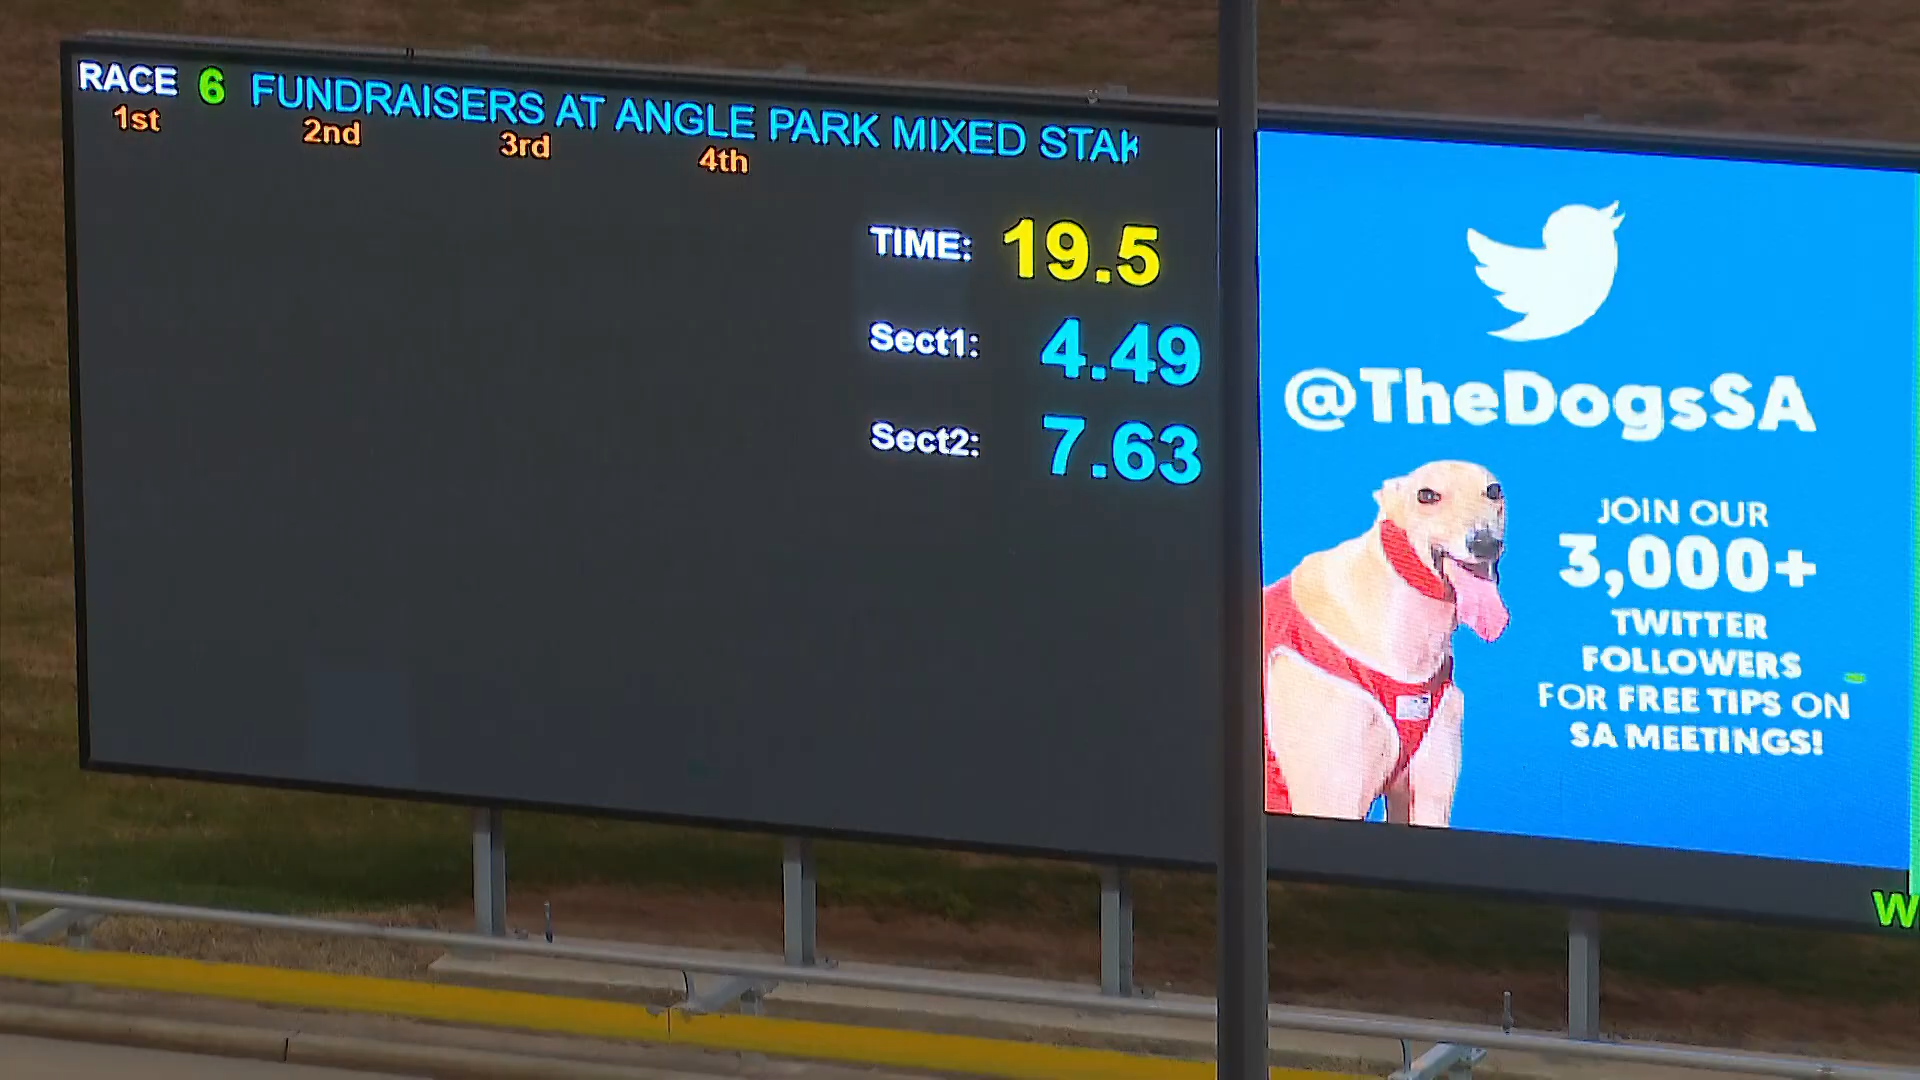 RACE 6 FUNDRAISERS AT ANGLE PARK MIXED STAK
1st 2nd 3rd 4th
TIME: 19.5
Sect1: 4.49
Sect2: 7.63
@TheDogsSA
JOIN OUR
3,000+
TWITTER
FOLLOWERS
FOR FREE TIPS ON
SA MEETINGS!
W